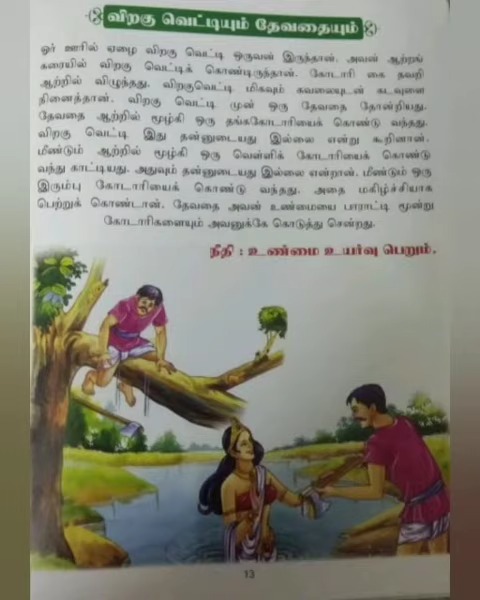 விறகு வெட்டியும் தேவதையும்
ஓர் ஊரில் ஏழை விறகு வெட்டி ஒருவன் இருந்தான். அவன் ஆற்றங்
கரையில் விறகு வெட்டிக் கொண்டிருந்தான். கோடாரி கை தவறி
ஆற்றில் விழுந்தது. விறகுவெட்டி மிகவும் கவலையுடன் கடவுளை
நினைத்தான். விறகு வெட்டி முன் ஒரு தேவதை தோன்றியது.
தேவதை ஆற்றில் மூழ்கி ஒரு தங்ககோடாரியைக் கொண்டு வந்தது.
விறகு வெட்டி இது தன்னுடையது இல்லை என்று கூறினான்.
மீண்டும் ஆற்றில் மூழ்கி ஒரு வெள்ளிக் கோடாரியைக் கொண்டு
வந்து காட்டியது. அதுவும் தன்னுடையது இல்லை என்றான். மீண்டும் ஒரு
இரும்பு கோடாரியைக் கொண்டு வந்தது. அதை மகிழ்ச்சியாக
பெற்றுக் கொண்டான். தேவதை அவன் உண்மையை பாராட்டி மூன்று
கோடாரிகளையும் அவனுக்கே கொடுத்து சென்றது.
நீதி : உண்மை உயர்வு பெறும்.
13